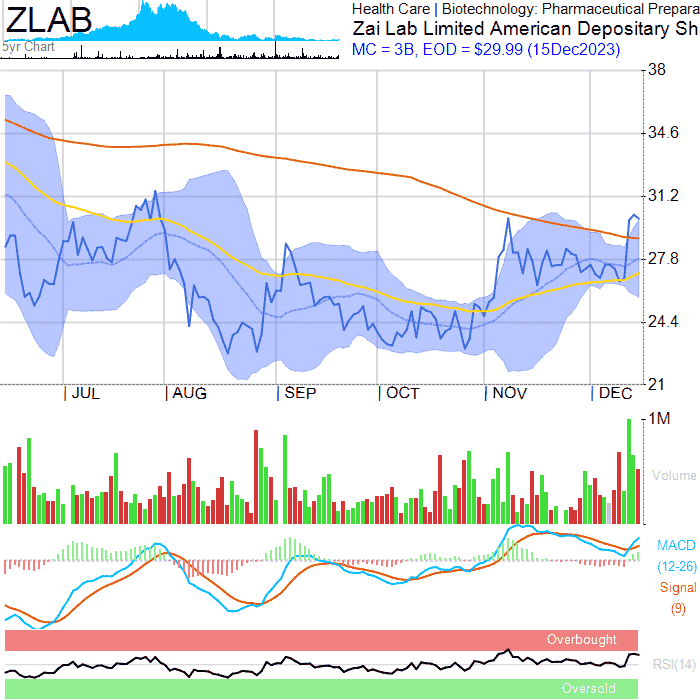 ZLAB
5yr Chart
Health Care | Biotechnology: Pharmaceutical Prepara
Zai Lab Limited American Depositary Sh
MC = 3B, EOD = $29.99 (15Dec2023)
38
34.6
31.2
27.8
24.4
21
JUL AUG SEP OCT NOV DEC
1M
Volume
MACD
(12-26)
Signal
(9)
Overbought
RSI(14)
Oversold